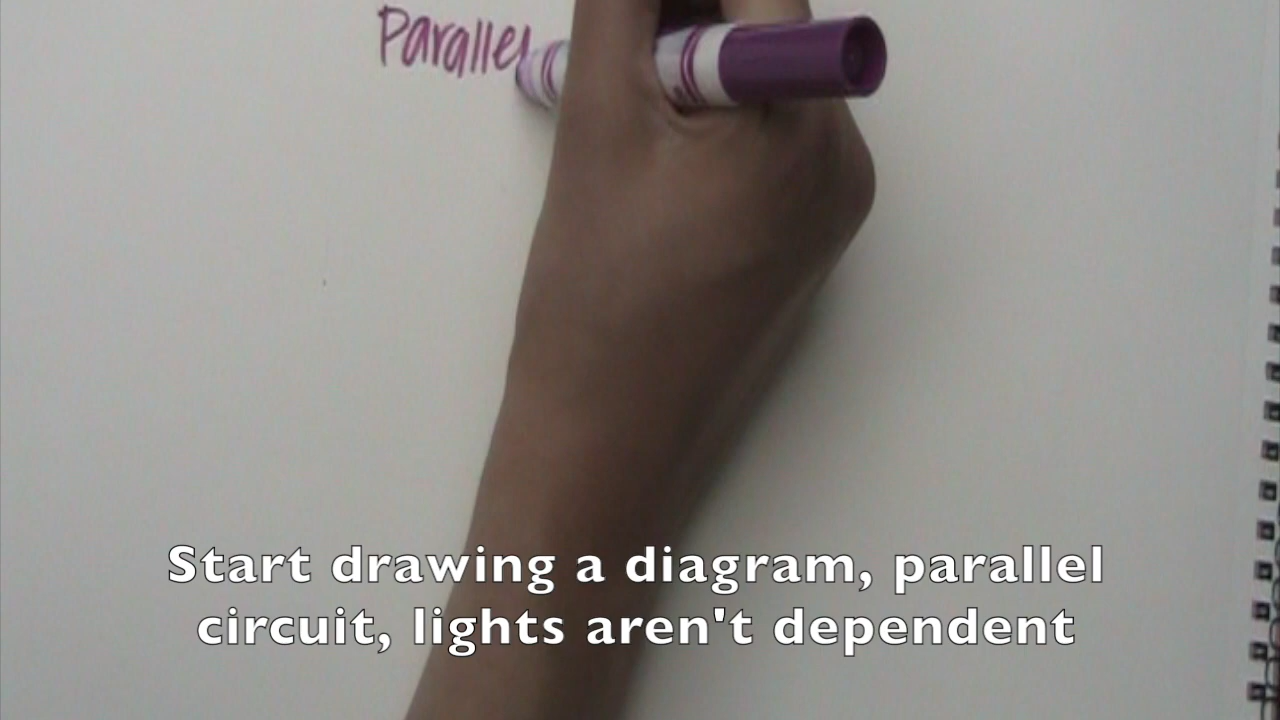 Parallel
Start drawing a diagram, parallel
circuit, lights aren't dependent